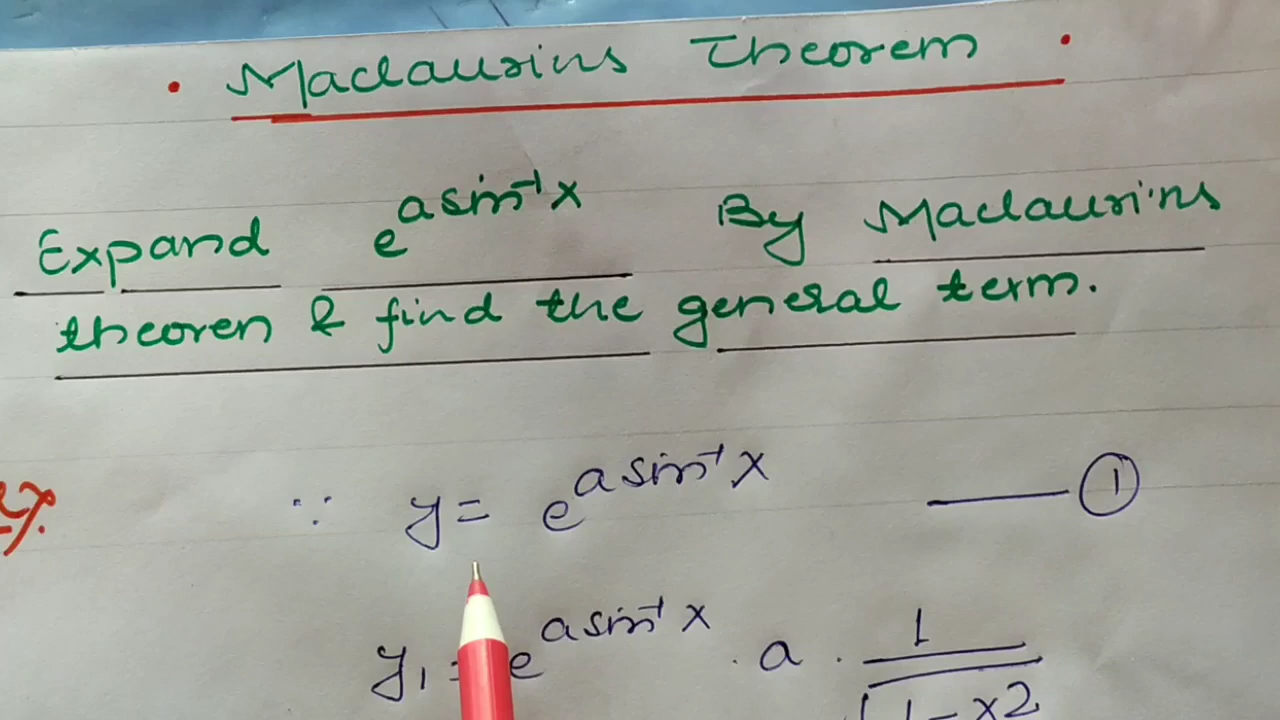 • Maclaurins Theorem •
Expand e^{a sin⁻¹x} By Maclaurins
theoren & find the general term.
∵ y = e^{a sin⁻¹x} —— ①
y₁ = e^{a sin⁻¹x} · a · 1/√(1-x2)